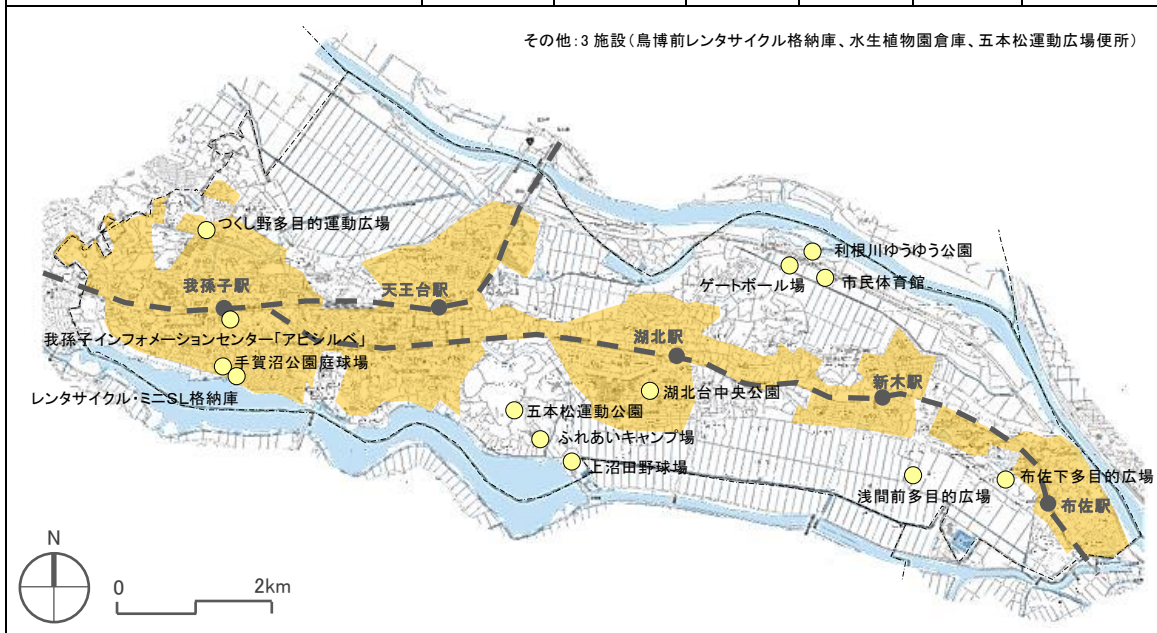 その他:3施設(鳥博前レンタサイクル格納庫、水生植物園倉庫、五本松運動広場便所)
つくし野多目的運動広場
利根川ゆうゆう公園
ゲートボール場
市民体育館
我孫子駅
天王台駅
我孫子インフォメーションセンター「アビシルベ」
湖北駅
手賀沼公園庭球場
新木駅
レンタサイクル・ミニSL格納庫
湖北台中央公園
五本松運動公園
ふれあいキャンプ場
上沼田野球場
浅間前多目的広場
布佐下多目的広場
布佐駅
N
0 2km